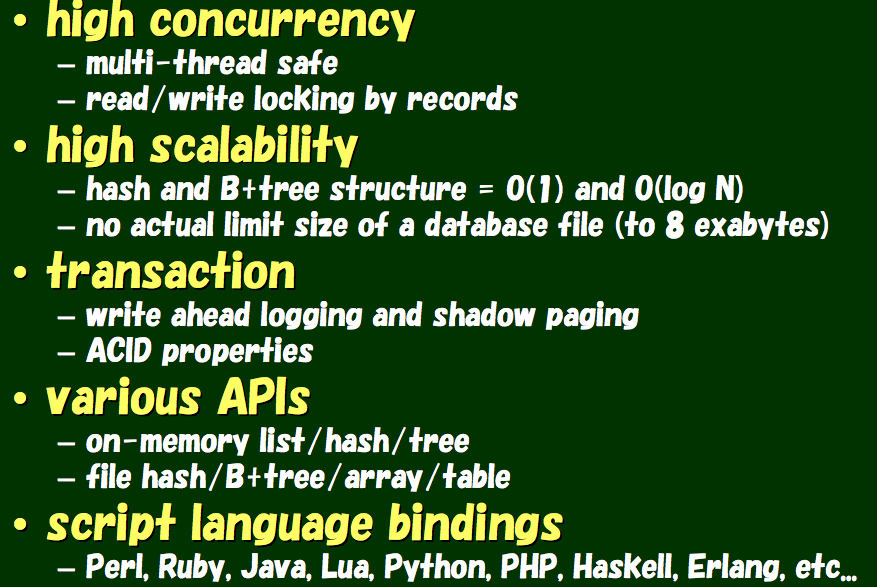 • high concurrency
– multi-thread safe
– read/write locking by records
• high scalability
– hash and B+tree structure = O(1) and O(log N)
– no actual limit size of a database file (to 8 exabytes)
• transaction
– write ahead logging and shadow paging
– ACID properties
• various APIs
– on-memory list/hash/tree
– file hash/B+tree/array/table
• script language bindings
– Perl, Ruby, Java, Lua, Python, PHP, Haskell, Erlang, etc...